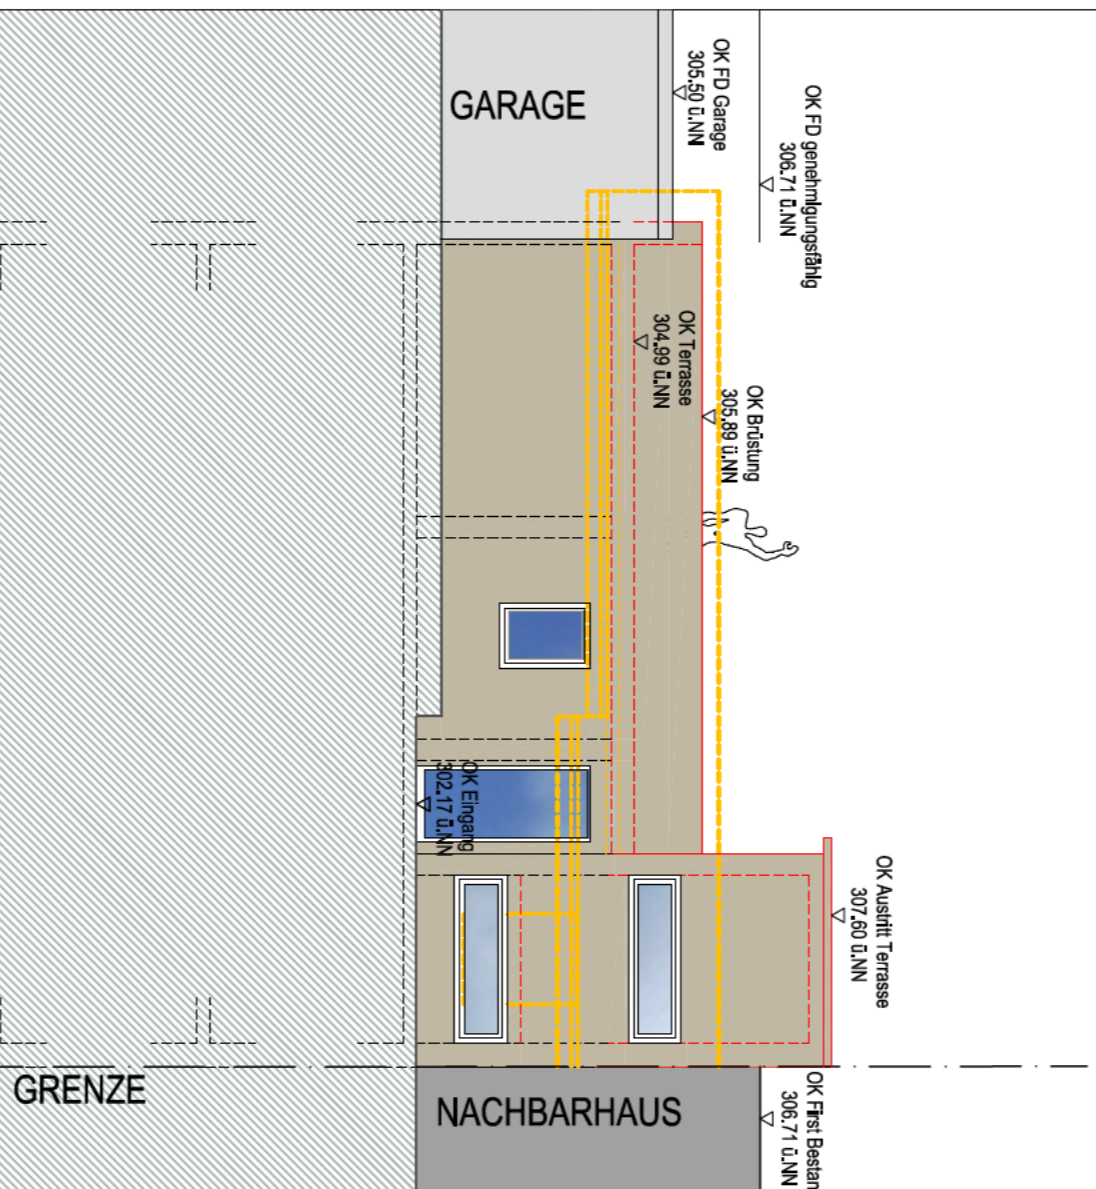 GARAGE
OK FD Garage
305.50 ü.NN
OK FD genehmigungsfähig
306.71 ü.NN
OK Terrasse
304.99 ü.NN
OK Brüstung
305.89 ü.NN
OK Eingang
302.17 ü.NN
OK Austritt Terrasse
307.60 ü.NN
GRENZE
NACHBARHAUS
OK First Bestan
306.71 ü.NN